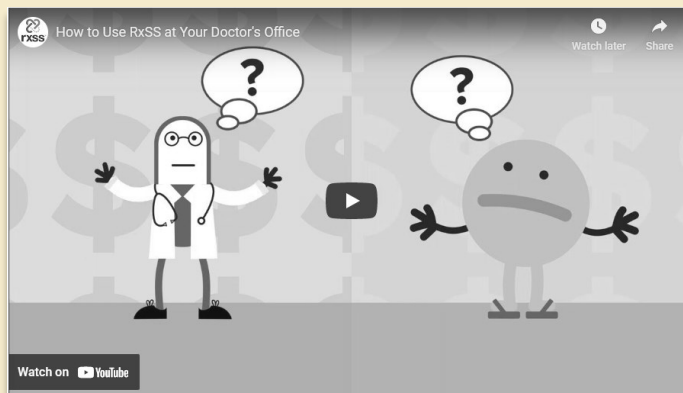 rxss
How to Use RxSS at Your Doctor's Office
Watch later
Share
?
?
Watch on YouTube